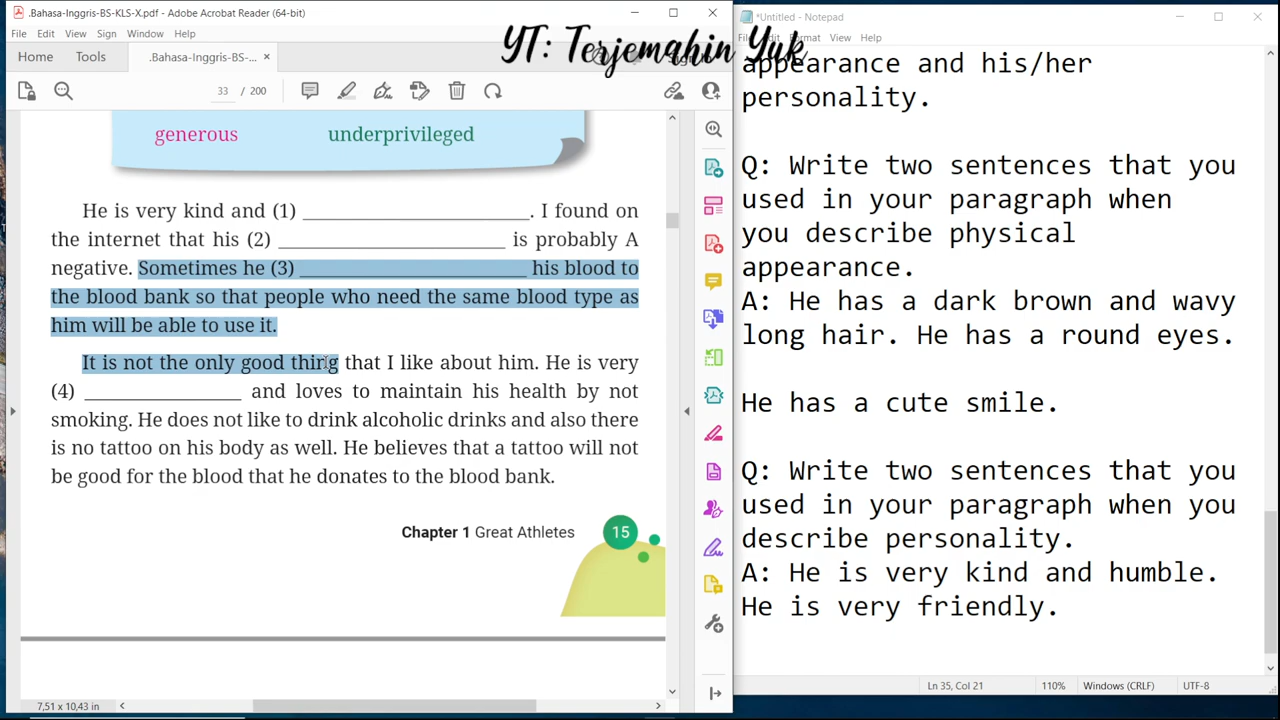 .Bahasa-Inggris-BS-KLS-X.pdf - Adobe Acrobat Reader (64-bit)
File Edit View Sign Window Help
Home Tools .Bahasa-Inggris-BS-... ×
33 / 200
generous underprivileged
He is very kind and (1) ________________________. I found on
the internet that his (2) ________________________ is probably A
negative. Sometimes he (3) ________________________ his blood to
the blood bank so that people who need the same blood type as
him will be able to use it.
It is not the only good thing that I like about him. He is very
(4) ________________ and loves to maintain his health by not
smoking. He does not like to drink alcoholic drinks and also there
is no tattoo on his body as well. He believes that a tattoo will not
be good for the blood that he donates to the blood bank.
Chapter 1 Great Athletes 15
7,51 x 10,43 in
YT: Terjemahin Yuk
*Untitled - Notepad
Format View Help
appearance and his/her
personality.
Q: Write two sentences that you
used in your paragraph when
you describe physical
appearance.
A: He has a dark brown and wavy
long hair. He has a round eyes.
He has a cute smile.
Q: Write two sentences that you
used in your paragraph when you
describe personality.
A: He is very kind and humble.
He is very friendly.
Ln 35, Col 21 110% Windows (CRLF) UTF-8